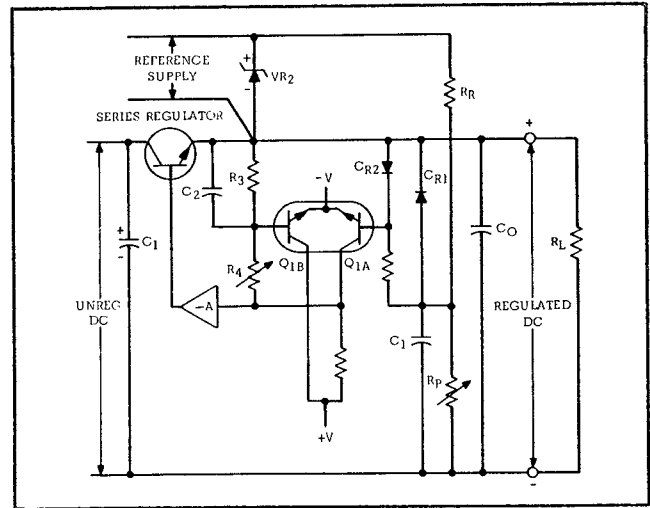 REFERENCE
SUPPLY
+
-
VR2
RR
SERIES REGULATOR
+
R3
C2
-V
CR2
CR1
C1
+
-
CO
RL
R4
Q1B
Q1A
UNREG
DC
-A
C1
REGULATED
DC
RP
+V
-